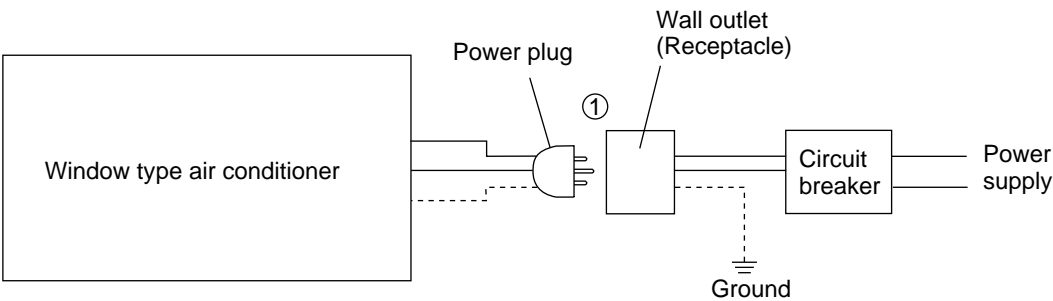 Wall outlet
(Receptacle)
Power plug
①
Window type air conditioner
Circuit
breaker
Power
supply
Ground